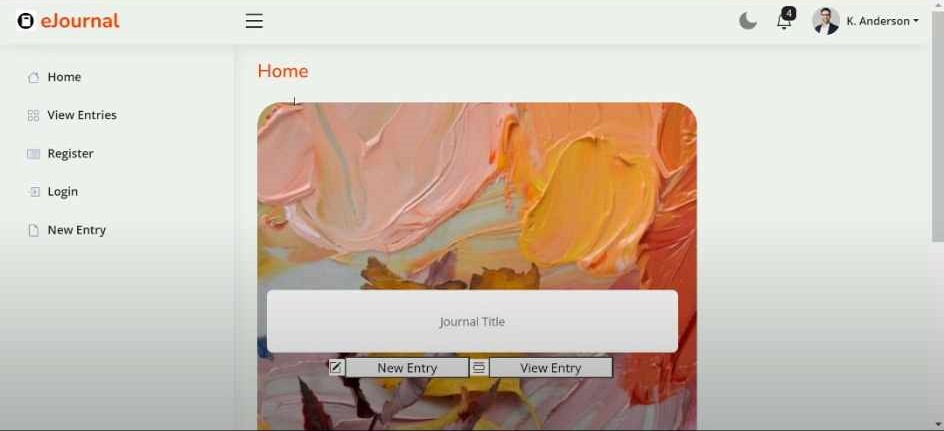 eJournal
4
K. Anderson
Home
View Entries
Register
Login
New Entry
Home
Journal Title
New Entry
View Entry